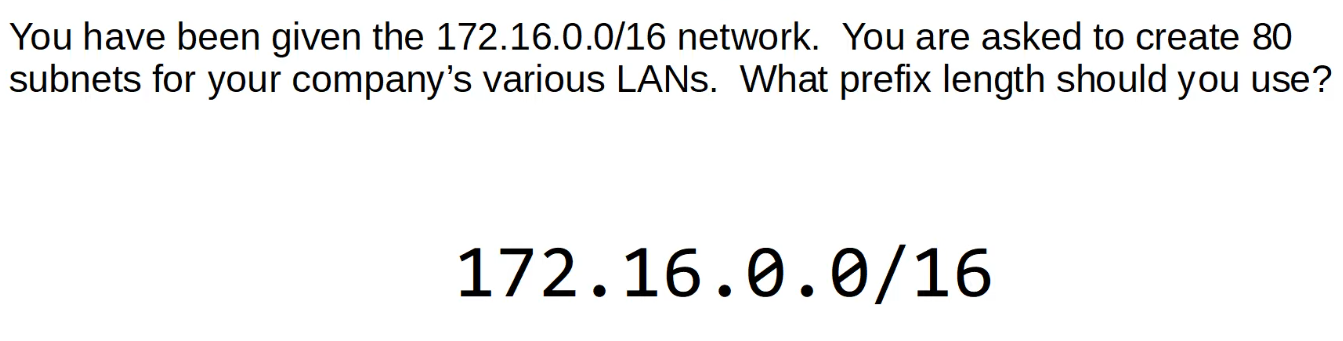 You have been given the 172.16.0.0/16 network.  You are asked to create 80
subnets for your company’s various LANs.  What prefix length should you use?
172.16.0.0/16